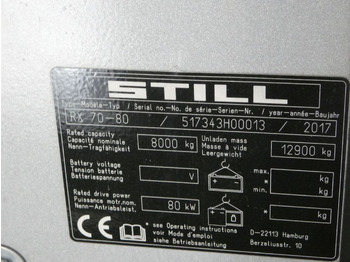 STILL
Type-Modèle-Typ / Serial no.-No. de série-Serien-Nr. / year-année-Baujahr
RX 70-80 / 517343H00013 / 2017
Rated capacity
Capacité nominale
Nenn-Tragfähigkeit
8000 kg
Unladen mass
Masse à vide
Leergewicht
12900 kg
Battery voltage
Tension batterie
Batteriespannung
V
max. kg
min. kg
Rated drive power
Puissance motr.nom.
Nenn-Antriebsleist.
80 kW
* kg
CE
* see Operating instructions
voir Mode d'emploi
siehe Betriebsanleitung
D-22113 Hamburg
Berzeliusstr. 10